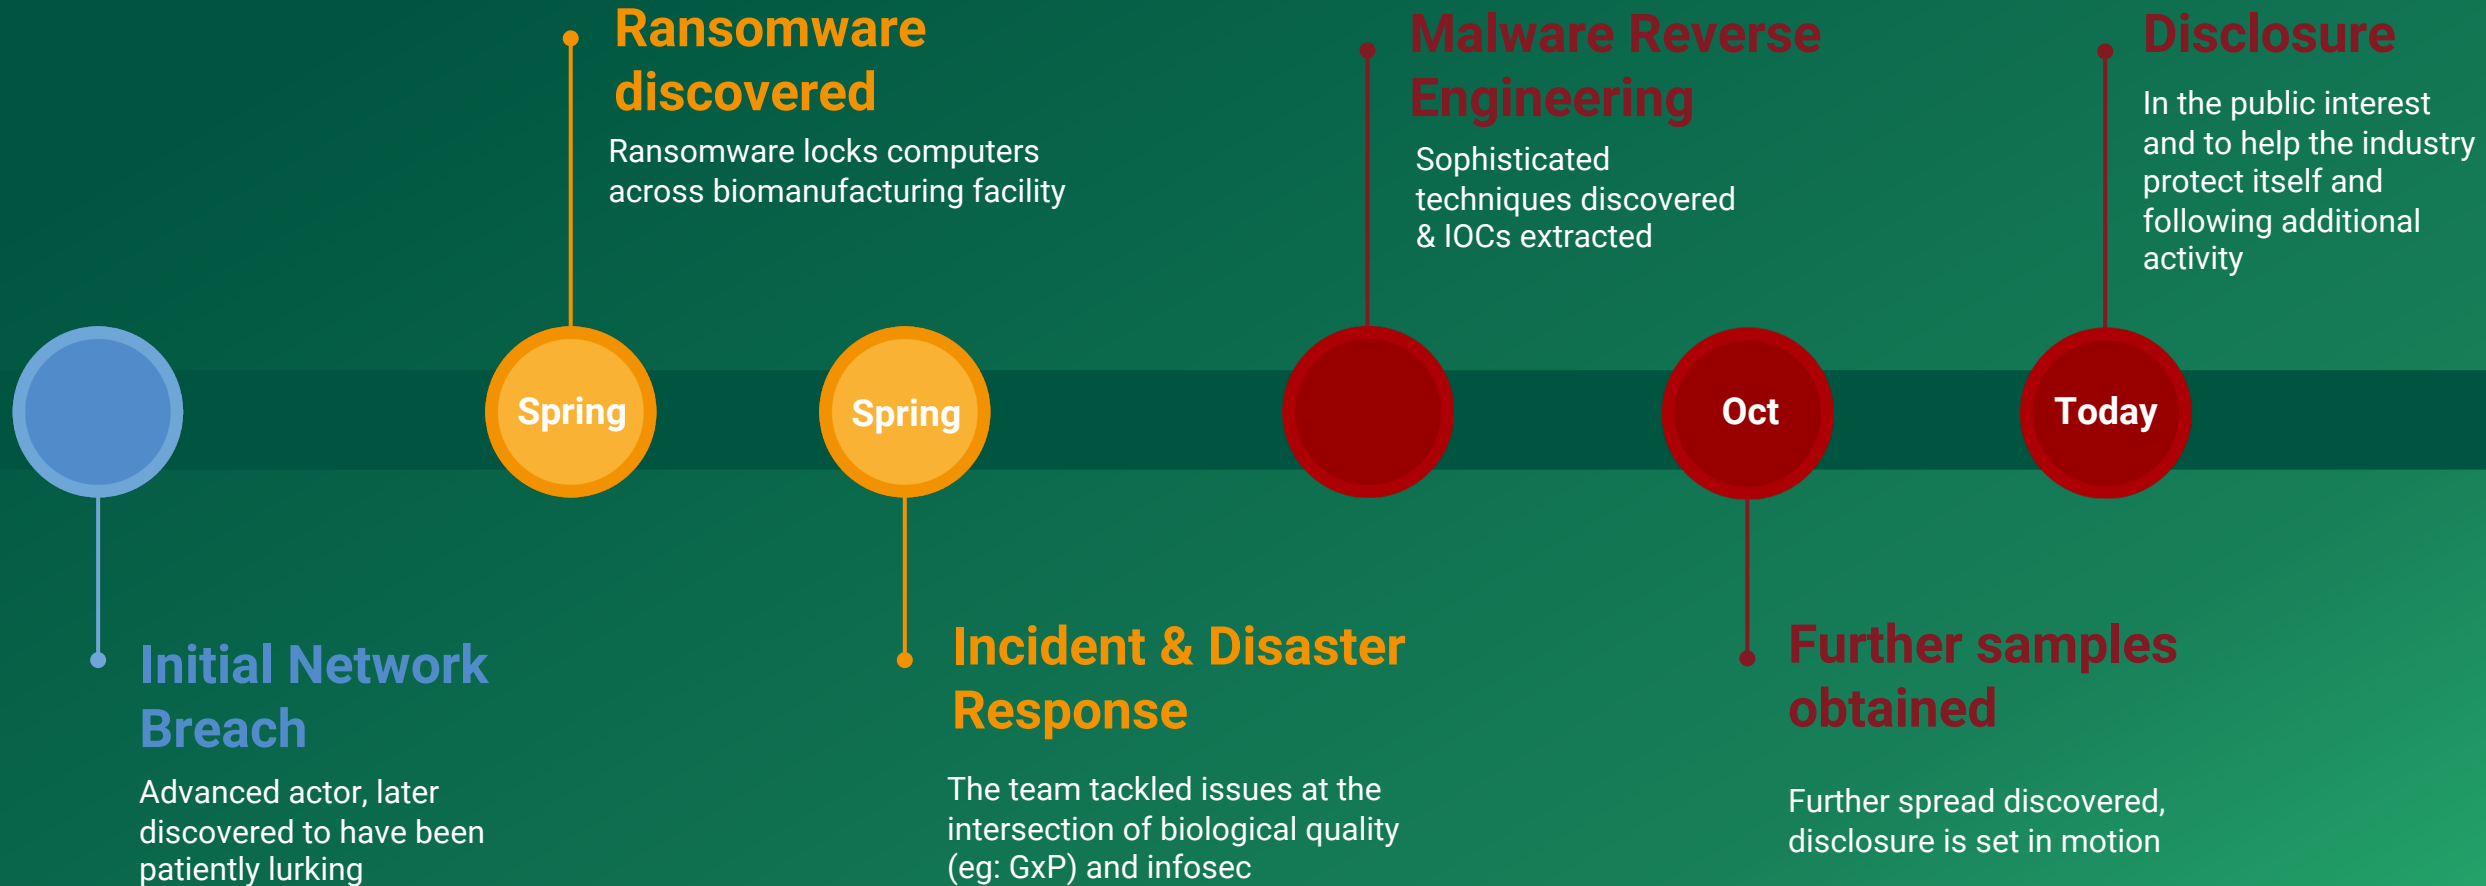 Ransomware
discovered
Ransomware locks computers
across biomanufacturing facility
Malware Reverse
Engineering
Sophisticated
techniques discovered
& IOCs extracted
Disclosure
In the public interest
and to help the industry
protect itself and
following additional
activity
Spring
Spring
Oct
Today
Initial Network
Breach
Advanced actor, later
discovered to have been
patiently lurking
Incident & Disaster
Response
The team tackled issues at the
intersection of biological quality
(eg: GxP) and infosec
Further samples
obtained
Further spread discovered,
disclosure is set in motion